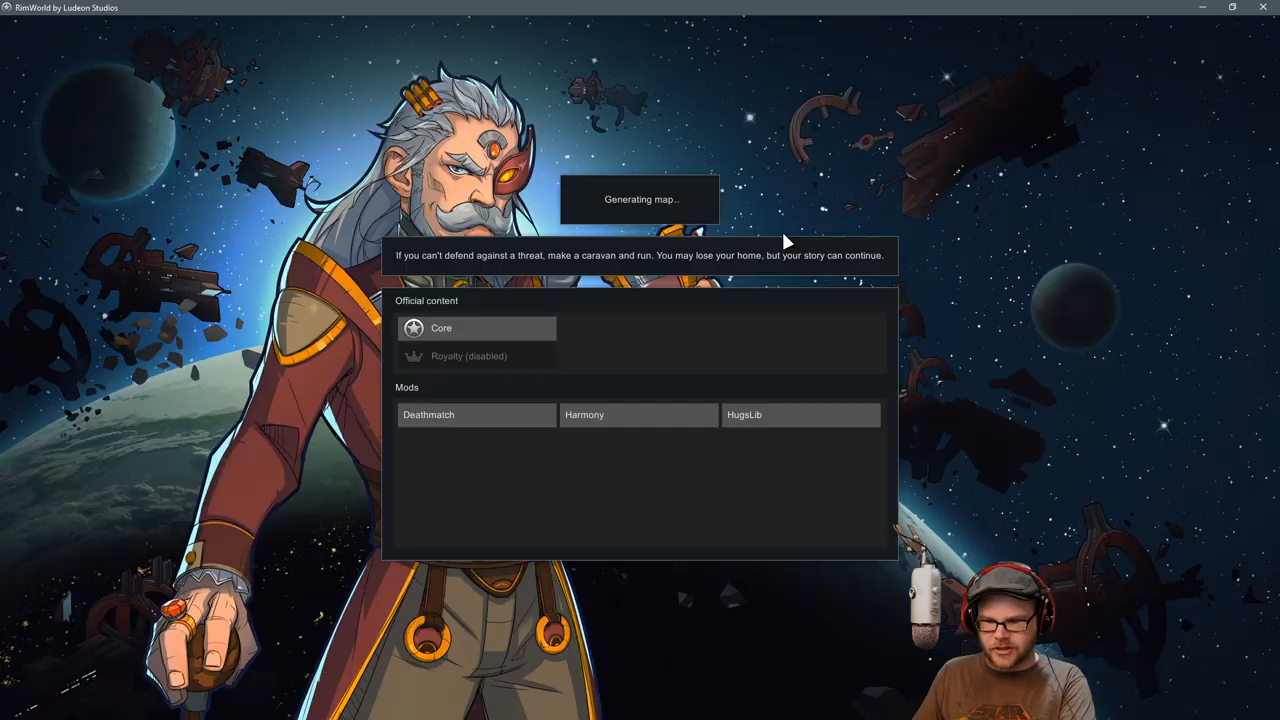 RimWorld by Ludeon Studios
Generating map..
If you can't defend against a threat, make a caravan and run. You may lose your home, but your story can continue.
Official content
Core
Royalty (disabled)
Mods
Deathmatch Harmony HugsLib